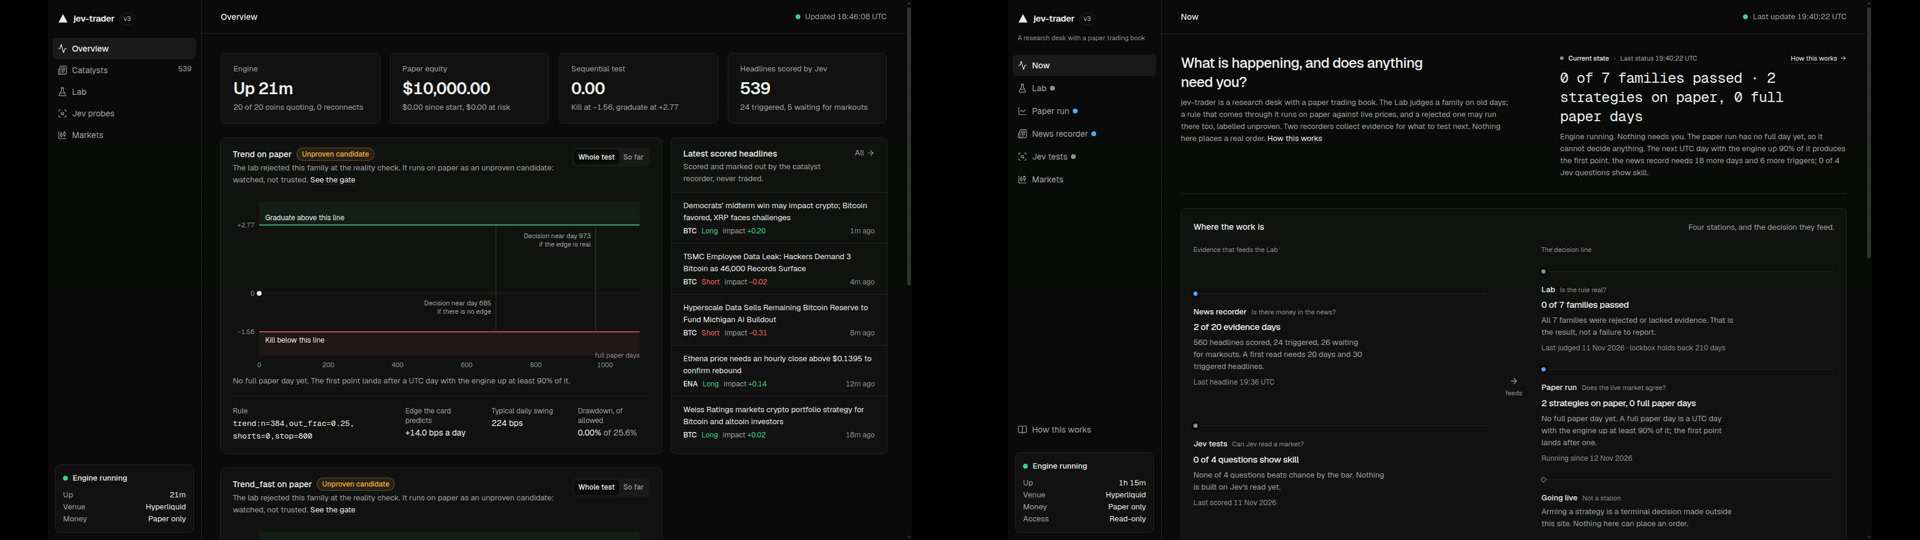 jev-trader v3
Overview
Catalysts 539
Lab
Jev probes
Markets
Engine running
Up 21m
Venue Hyperliquid
Money Paper only
Overview
Updated 18:46:08 UTC
Engine
Up 21m
20 of 20 coins quoting, 0 reconnects
Paper equity
$10,000.00
$0.00 since start, $0.00 at risk
Sequential test
0.00
Kill at −1.56, graduate at +2.77
Headlines scored by Jev
539
24 triggered, 5 waiting for markouts
Trend on paper Unproven candidate
The lab rejected this family at the reality check. It runs on paper as an unproven candidate:
watched, not trusted. See the gate
Whole test So far
Graduate above this line
+2.77
Decision near day 973
if the edge is real
0
Decision near day 685
if there is no edge
−1.56
Kill below this line
full paper days
0 200 400 600 800 1000
No full paper day yet. The first point lands after a UTC day with the engine up at least 90% of it.
Rule
trend:n=384,out_frac=0.25,
shorts=0,stop=800
Edge the card
predicts
+14.0 bps a day
Typical daily swing
224 bps
Drawdown, of
allowed
0.00% of 25.6%
Latest scored headlines
All →
Scored and marked out by the catalyst
recorder, never traded.
Democrats' midterm win may impact crypto; Bitcoin
favored, XRP faces challenges
BTC Long impact +0.20 1m ago
TSMC Employee Data Leak: Hackers Demand 3
Bitcoin as 46,000 Records Surface
BTC Short impact −0.02 4m ago
Hyperscale Data Sells Remaining Bitcoin Reserve to
Fund Michigan AI Buildout
BTC Short impact −0.31 8m ago
Ethena price needs an hourly close above $0.1395 to
confirm rebound
ENA Long impact +0.14 12m ago
Weiss Ratings markets crypto portfolio strategy for
Bitcoin and altcoin investors
BTC Long impact +0.02 18m ago
Trend_fast on paper Unproven candidate
The lab rejected this family at the reality check. It runs on paper as an unproven candidate:
watched, not trusted. See the gate
Whole test So far
jev-trader v3
A research desk with a paper trading book
Now
Lab
Paper run
News recorder
Jev tests
Markets
How this works
Engine running
Up 1h 15m
Venue Hyperliquid
Money Paper only
Access Read-only
Now
Last update 19:40:22 UTC
What is happening, and does anything
need you?
jev-trader is a research desk with a paper trading book. The Lab judges a family on old days;
a rule that comes through it runs on paper against live prices, and a rejected one may run
there too, labelled unproven. Two recorders collect evidence for what to test next. Nothing
here places a real order. How this works
Current state · Last status 19:40:22 UTC
How this works →
0 of 7 families passed · 2
strategies on paper, 0 full
paper days
Engine running. Nothing needs you. The paper run has no full day yet, so it
cannot decide anything. The next UTC day with the engine up 90% of it produces
the first point. the news record needs 18 more days and 6 more triggers; 0 of 4
Jev questions show skill.
Where the work is
Four stations, and the decision they feed.
Evidence that feeds the Lab
News recorder Is there money in the news?
2 of 20 evidence days
560 headlines scored, 24 triggered, 26 waiting
for markouts. A first read needs 20 days and 30
triggered headlines.
Last headline 19:36 UTC
Jev tests Can Jev read a market?
0 of 4 questions show skill
None of 4 questions beats chance by the bar. Nothing
is built on Jev's read yet.
Last scored 11 Nov 2026
→
feeds
The decision line
Lab Is the rule real?
0 of 7 families passed
All 7 families were rejected or lacked evidence. That is
the result, not a failure to report.
Last judged 11 Nov 2026 · lockbox holds back 210 days
Paper run Does the live market agree?
2 strategies on paper, 0 full paper days
No full paper day yet. A full paper day is a UTC day
with the engine up at least 90% of it; the first point
lands after one.
Running since 12 Nov 2026
Going live Not a station
Arming a strategy is a terminal decision made outside
this site. Nothing here can place an order.